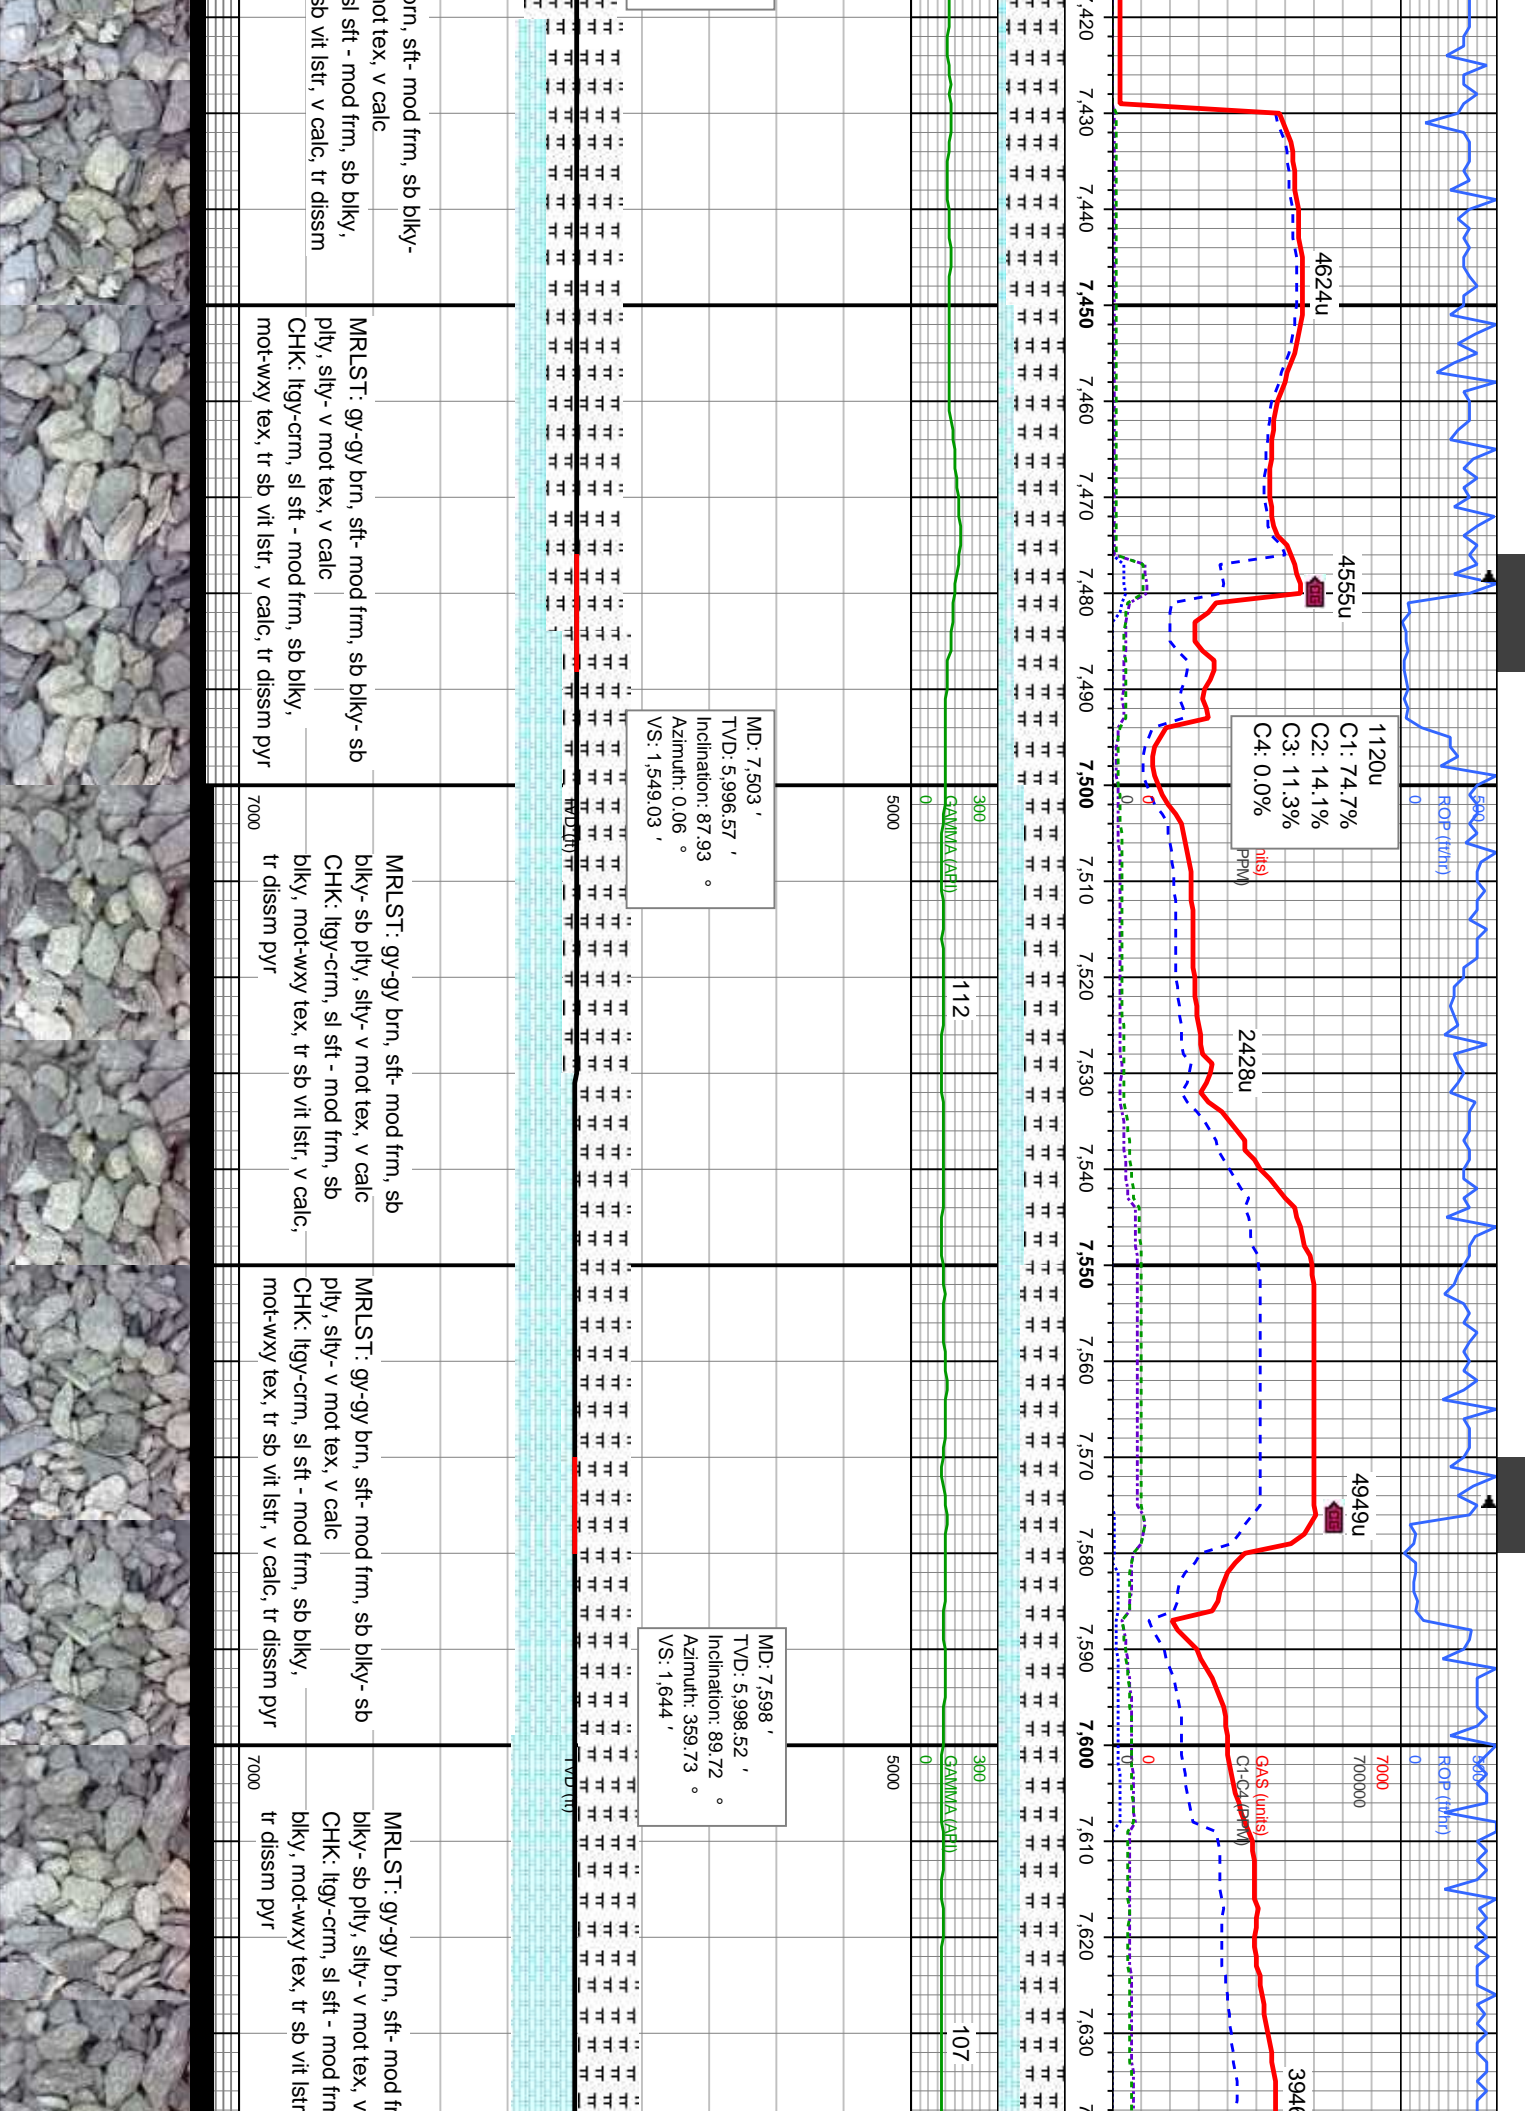 7,420
7,430
7,440
7,450
7,460
7,470
7,480
7,490
7,500
7,510
7,520
7,530
7,540
7,550
7,560
7,570
7,580
7,590
7,600
7,610
7,620
7,630
4624u
4555u
1120u
C1: 74.7%
C2: 14.1%
C3: 11.3%
C4: 0.0%
2428u
4949u
ROP (ft/hr)
0
500
0
0
ROP (ft/hr)
0
500
7000
700000
GAS (units)
C1-C4 (PPM)
0
0
300
GAMMA (API)
0
112
300
GAMMA (API)
0
107
5000
5000
MD: 7,503 '
TVD: 5,996.57 '
Inclination: 87.93 °
Azimuth: 0.06 °
VS: 1,549.03 '
MD: 7,598 '
TVD: 5,998.52 '
Inclination: 89.72 °
Azimuth: 359.73 °
VS: 1,644 '
TVD (ft)
TVD (ft)
7000
7000
brn, sft- mod frm, sb blky-
mot tex, v calc
sl sft - mod frm, sb blky,
sb vit lstr, v calc, tr dissm
MRLST: gy-gy brn, sft- mod frm, sb blky- sb
plty, slty- v mot tex, v calc
CHK: ltgy-crm, sl sft - mod frm, sb blky,
mot-wxy tex, tr sb vit lstr, v calc, tr dissm pyr
MRLST: gy-gy brn, sft- mod frm, sb
blky- sb plty, slty- v mot tex, v calc
CHK: ltgy-crm, sl sft - mod frm, sb
blky, mot-wxy tex, tr sb vit lstr, v calc,
tr dissm pyr
MRLST: gy-gy brn, sft- mod frm, sb blky- sb
plty, slty- v mot tex, v calc
CHK: ltgy-crm, sl sft - mod frm, sb blky,
mot-wxy tex, tr sb vit lstr, v calc, tr dissm pyr
MRLST: gy-gy brn, sft- mod
blky- sb plty, slty- v mot tex, v
CHK: ltgy-crm, sl sft - mod
blky, mot-wxy tex, tr sb vit
tr dissm pyr